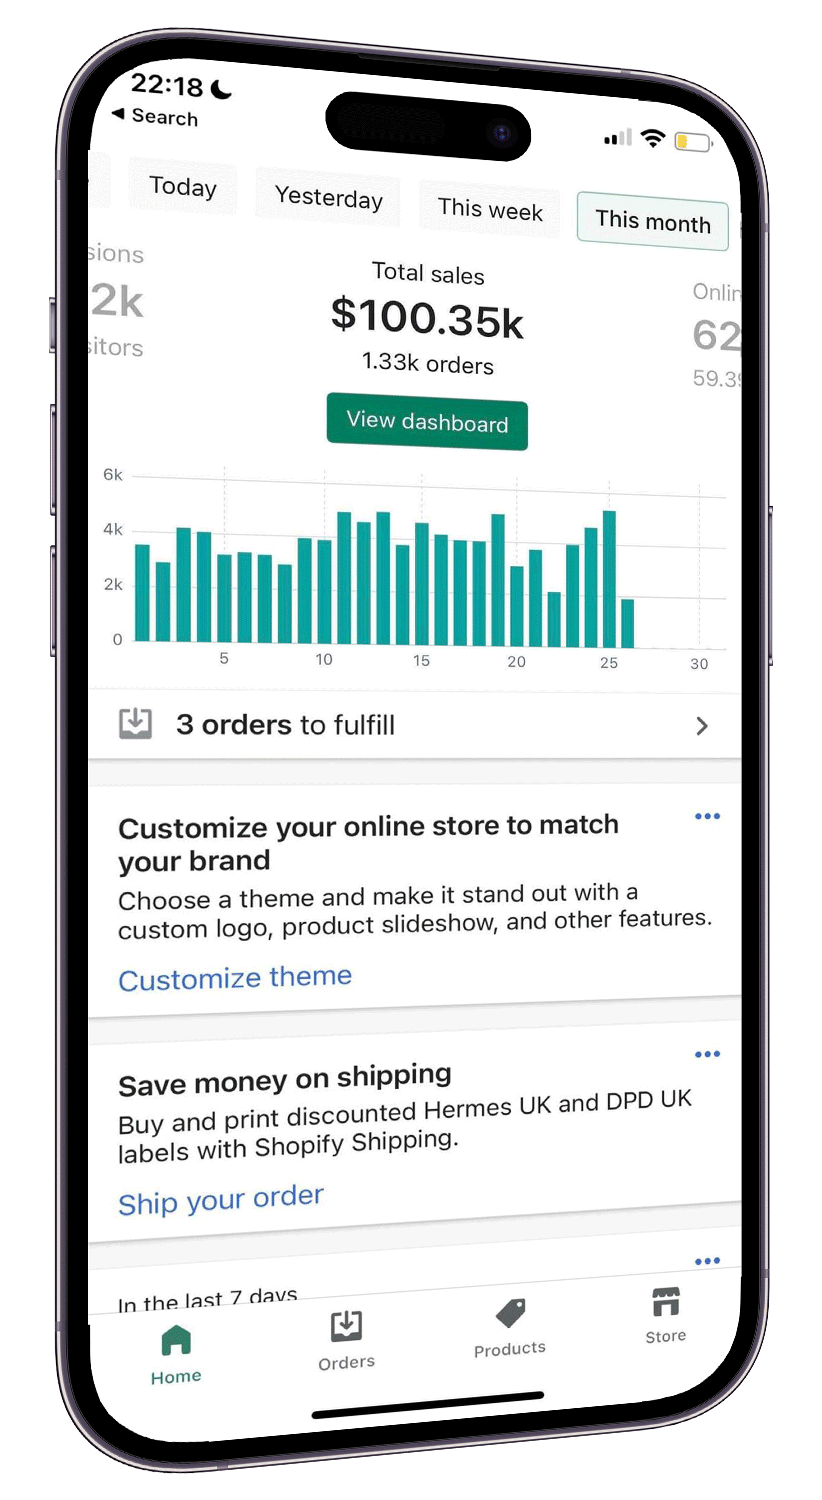 22:18
Search
Today
Yesterday
This week
This month
Total sales
$100.35k
1.33k orders
2k
62
59.3
View dashboard
6k
4k
2k
0
5
10
15
20
25
30
3 orders to fulfill
Customize your online store to match
your brand
Choose a theme and make it stand out with a
custom logo, product slideshow, and other features.
Customize theme
Save money on shipping
Buy and print discounted Hermes UK and DPD UK
labels with Shopify Shipping.
Ship your order
In the last 7 days
Home
Orders
Products
Store